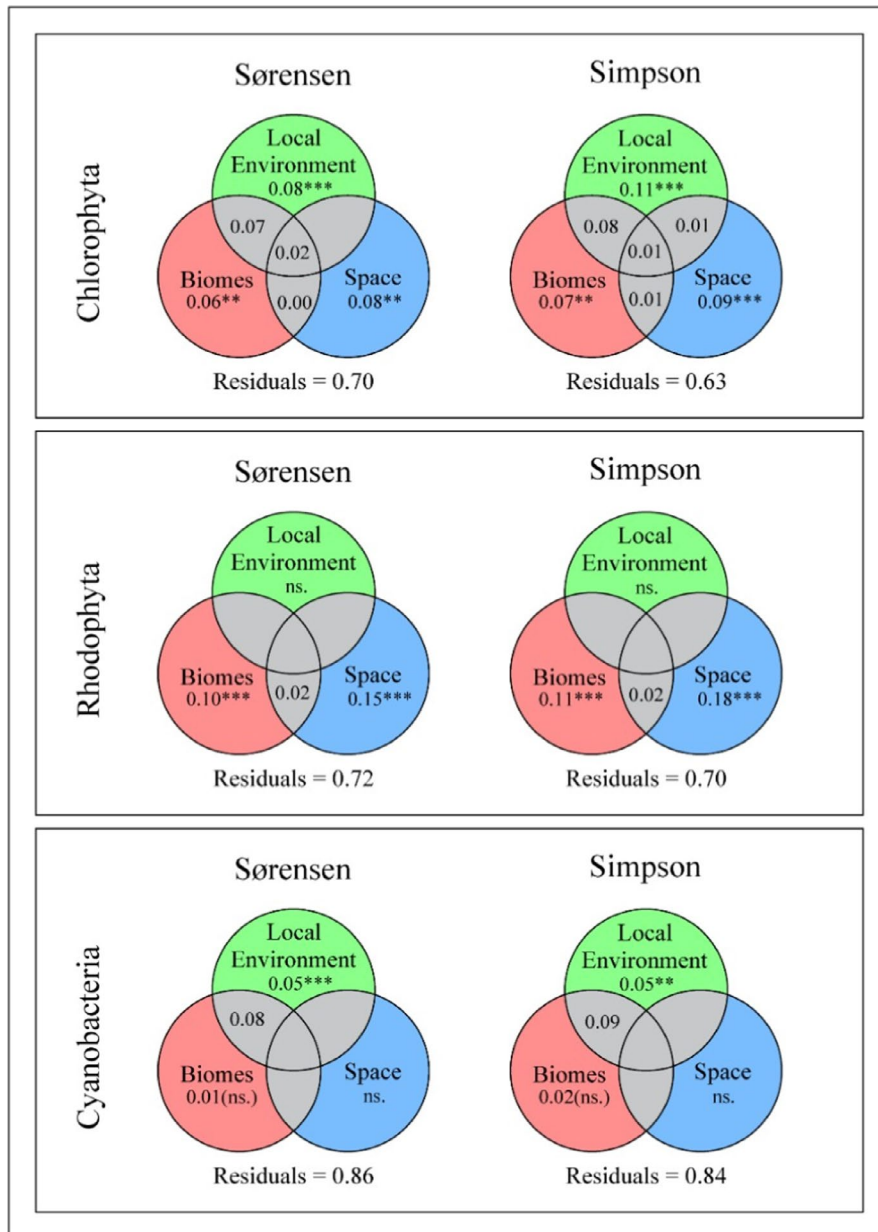 Chlorophyta
Sørensen
Local
Environment
0.08***
0.07
0.02
Biomes
0.06**
0.00
Space
0.08**
Residuals = 0.70
Simpson
Local
Environment
0.11***
0.08
0.01
0.01
Biomes
0.07**
0.01
Space
0.09***
Residuals = 0.63
Rhodophyta
Sørensen
Local
Environment
ns.
Biomes
0.10***
0.02
Space
0.15***
Residuals = 0.72
Simpson
Local
Environment
ns.
Biomes
0.11***
0.02
Space
0.18***
Residuals = 0.70
Cyanobacteria
Sørensen
Local
Environment
0.05***
0.08
Biomes
0.01(ns.)
Space
ns.
Residuals = 0.86
Simpson
Local
Environment
0.05**
0.09
Biomes
0.02(ns.)
Space
ns.
Residuals = 0.84